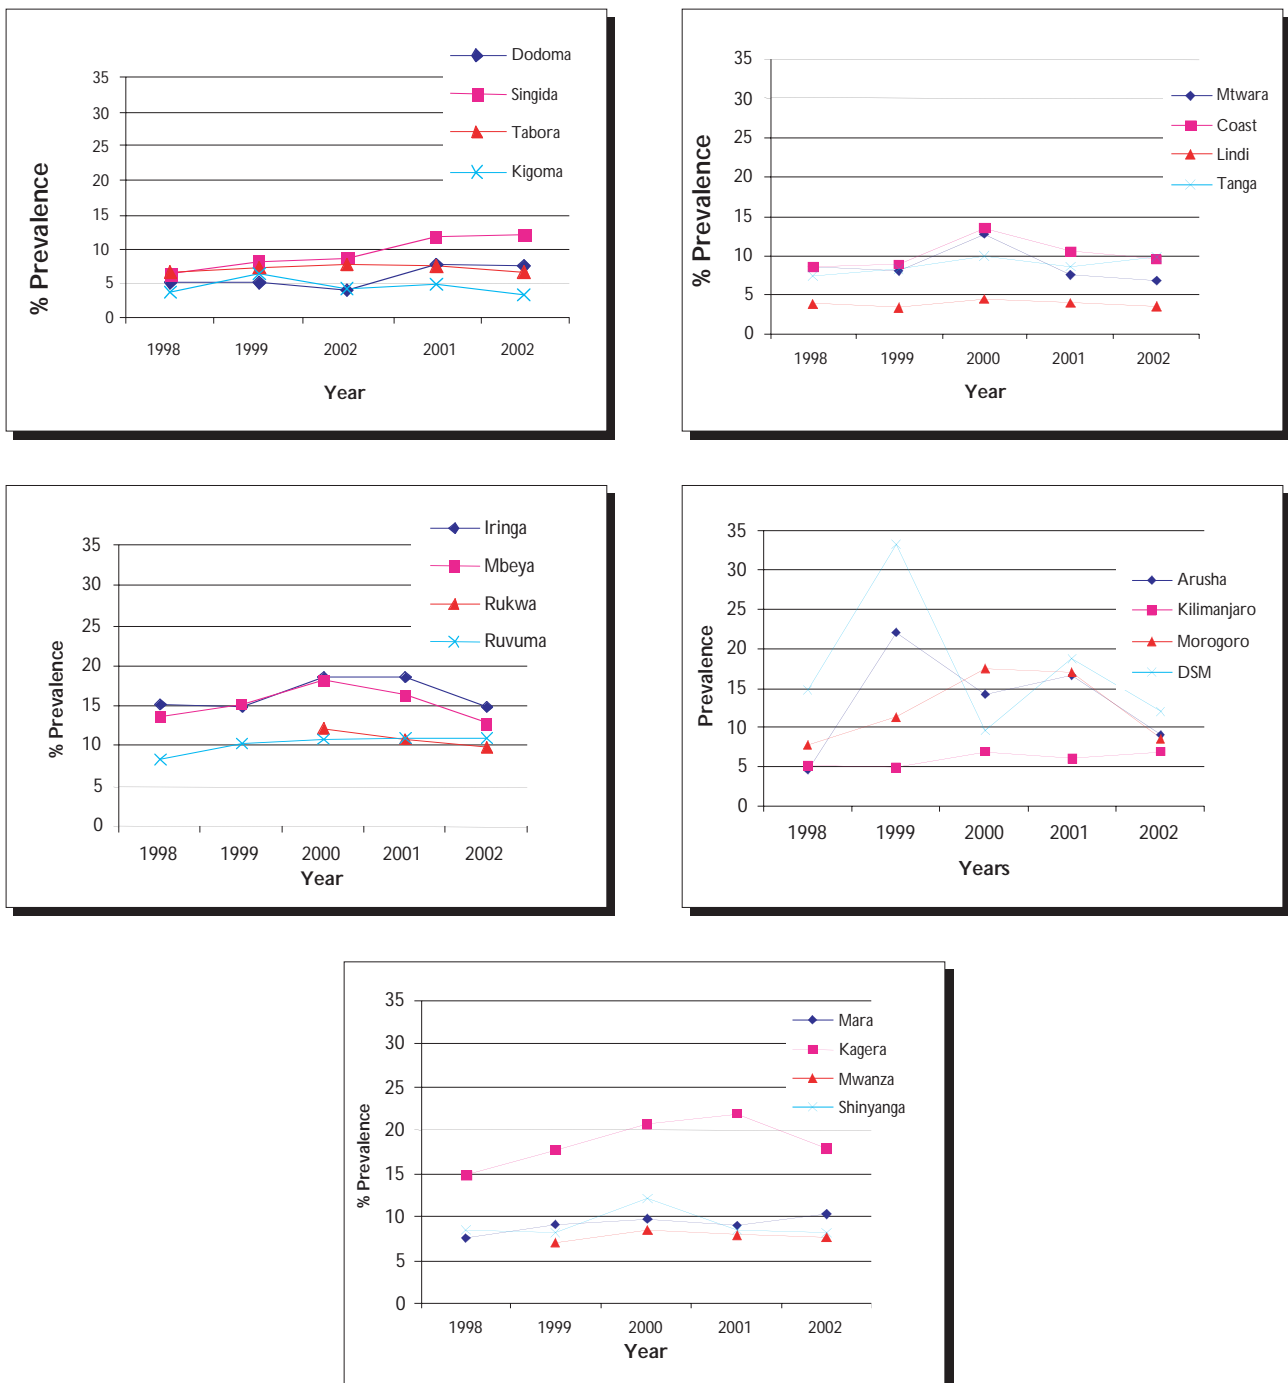 Dodoma
Singida
Tabora
Kigoma
35
30
25
20
15
10
5
0
% Prevalence
1998 1999 2002 2001 2002
Year
Mtwara
Coast
Lindi
Tanga
35
30
25
20
15
10
5
0
% Prevalence
1998 1999 2000 2001 2002
Year
Iringa
Mbeya
Rukwa
Ruvuma
35
30
25
20
15
10
5
0
% Prevalence
1998 1999 2000 2001 2002
Year
Arusha
Kilimanjaro
Morogoro
DSM
35
30
25
20
15
10
5
0
Prevalence
1998 1999 2000 2001 2002
Years
Mara
Kagera
Mwanza
Shinyanga
35
30
25
20
15
10
5
0
% Prevalence
1998 1999 2000 2001 2002
Year